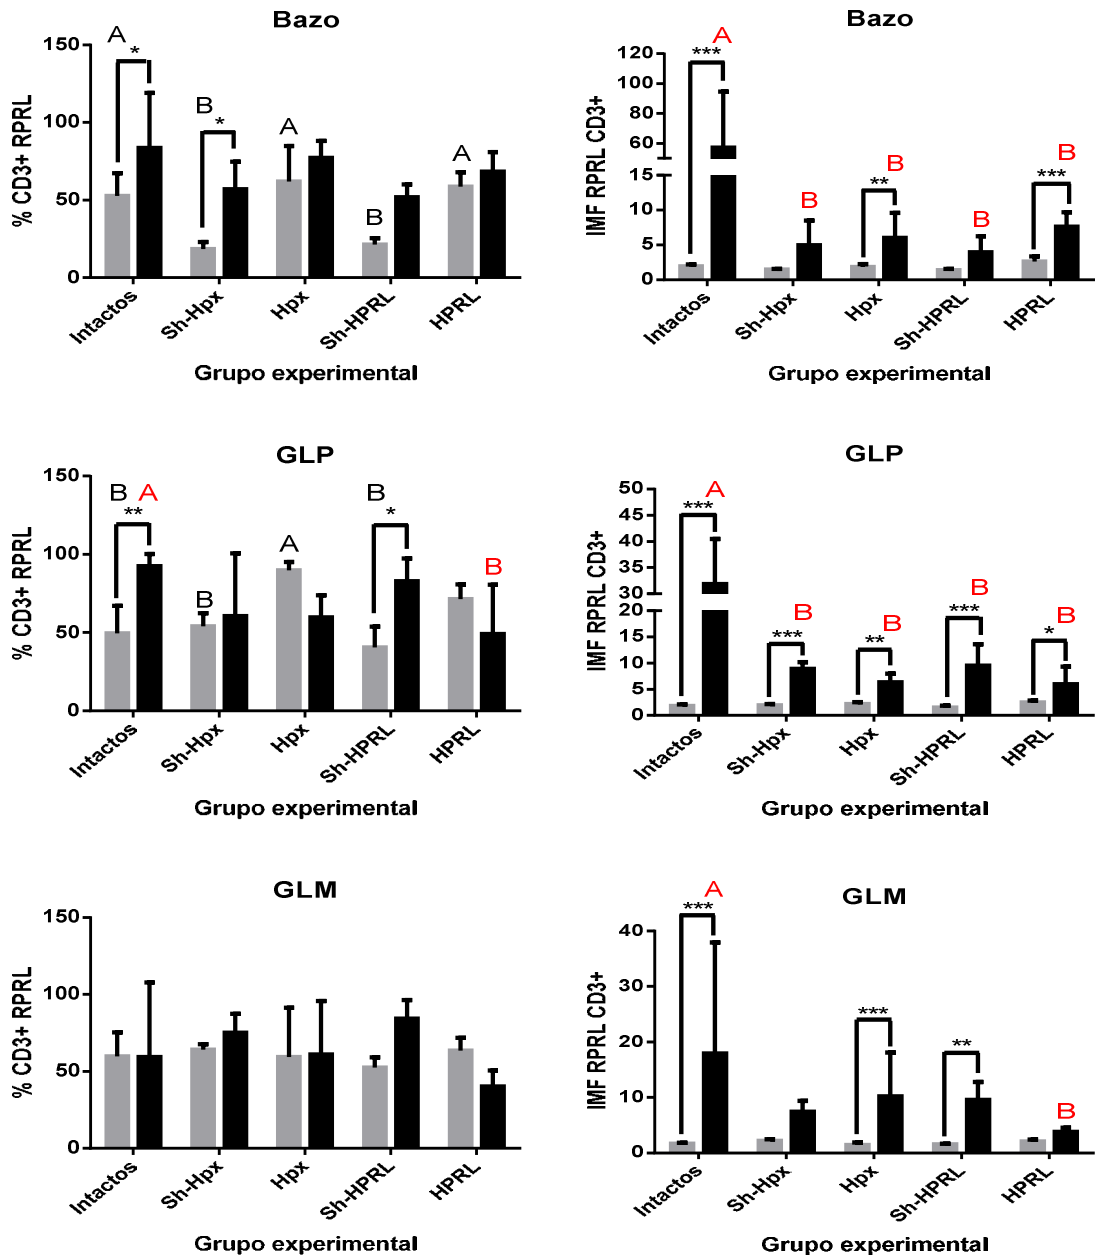 Bazo
% CD3+ RPRL
150
100
50
0
A
*
B
*
A
B
A
Intactos
Sh-Hpx
Hpx
Sh-HPRL
HPRL
Grupo experimental
Bazo
IMF RPRL CD3+
120
100
80
60
40
20
15
10
5
0
***
A
B
**
B
B
***
B
Intactos
Sh-Hpx
Hpx
Sh-HPRL
HPRL
Grupo experimental
GLP
% CD3+ RPRL
150
100
50
0
B A
**
B
A
B
*
B
Intactos
Sh-Hpx
Hpx
Sh-HPRL
HPRL
Grupo experimental
GLP
IMF RPRL CD3+
50
45
40
35
30
20
15
10
5
0
***
A
***
B
**
B
***
B
*
B
Intactos
Sh-Hpx
Hpx
Sh-HPRL
HPRL
Grupo experimental
GLM
% CD3+ RPRL
150
100
50
0
Intactos
Sh-Hpx
Hpx
Sh-HPRL
HPRL
Grupo experimental
GLM
IMF RPRL CD3+
40
30
20
10
0
***
A
***
**
B
Intactos
Sh-Hpx
Hpx
Sh-HPRL
HPRL
Grupo experimental